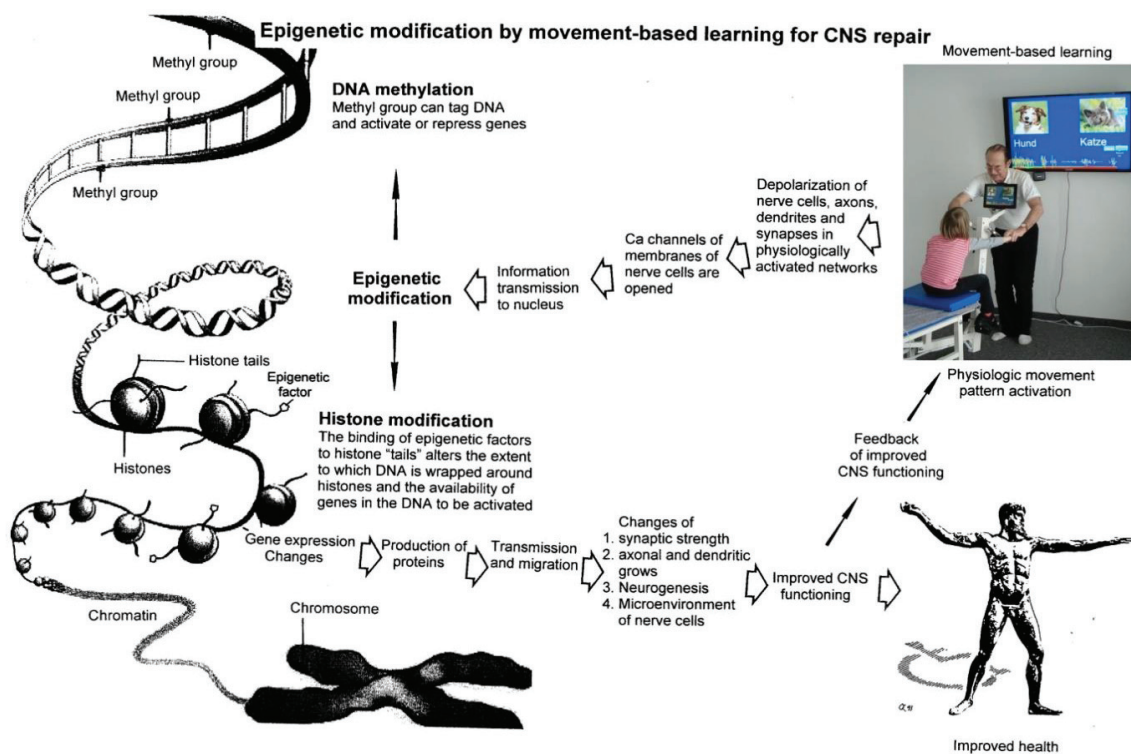 Epigenetic modification by movement-based learning for CNS repair
Methyl group
Methyl group
Methyl group
DNA methylation
Methyl group can tag DNA
and activate or repress genes
Movement-based learning
Hund
Katze
Depolarization of
nerve cells, axons,
dendrites and
synapses in
physiologically
activated networks
Ca channels of
membranes of
nerve cells are
opened
Information
transmission
to nucleus
Epigenetic
modification
Histone tails
Epigenetic
factor
Histones
Histone modification
The binding of epigenetic factors
to histone “tails” alters the extent
to which DNA is wrapped around
histones and the availability of
genes in the DNA to be activated
Physiologic movement
pattern activation
Feedback
of improved
CNS functioning
Gene expression
Changes
Production of
proteins
Transmission
and migration
Changes of
1. synaptic strength
2. axonal and dendritic
grows
3. Neurogenesis
4. Microenvironment
of nerve cells
Improved CNS
functioning
Chromatin
Chromosome
Improved health